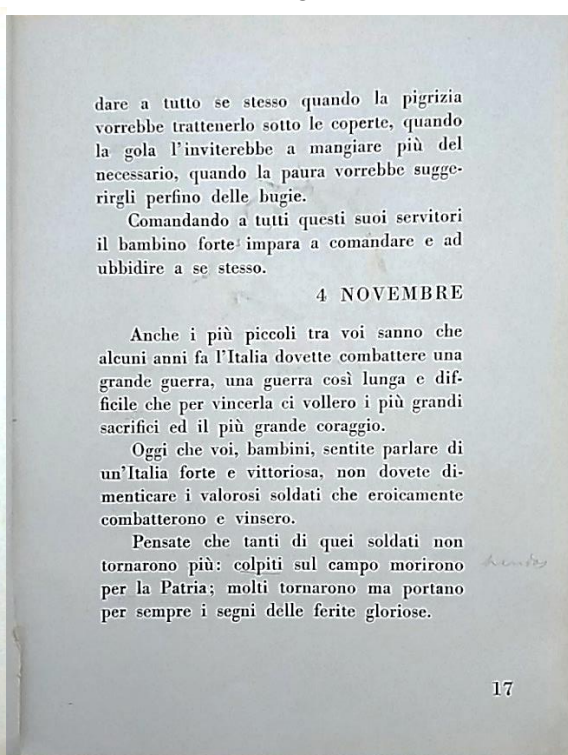 dare a tutto se stesso quando la pigrizia
vorrebbe trattenerlo sotto le coperte, quando
la gola l'inviterebbe a mangiare più del
necessario, quando la paura vorrebbe sugge-
rirgli perfino delle bugie.
Comandando a tutti questi suoi servitori
il bambino forte impara a comandare e ad
ubbidire a se stesso.
4 NOVEMBRE
Anche i più piccoli tra voi sanno che
alcuni anni fa l'Italia dovette combattere una
grande guerra, una guerra così lunga e dif-
ficile che per vincerla ci vollero i più grandi
sacrifici ed il più grande coraggio.
Oggi che voi, bambini, sentite parlare di
un'Italia forte e vittoriosa, non dovete di-
menticare i valorosi soldati che eroicamente
combatterono e vinsero.
Pensate che tanti di quei soldati non
tornarono più: colpiti sul campo morirono
per la Patria; molti tornarono ma portano
per sempre i segni delle ferite gloriose.
17